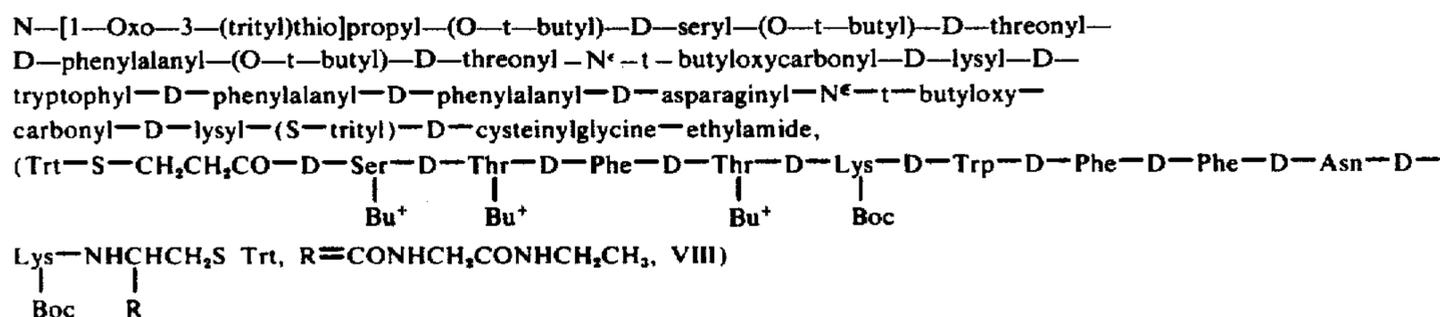 N—[1—Oxo—3—(trityl)thio]propyl—(O—t—butyl)—D—seryl—(O—t—butyl)—D—threonyl—
D—phenylalanyl—(O—t—butyl)—D—threonyl—Nᵋ—t—butyloxycarbonyl—D—lysyl—D—
tryptophyl—D—phenylalanyl—D—phenylalanyl—D—asparaginyl—Nᵋ—t—butyloxy—
carbonyl—D—lysyl—(S—trityl)—D—cysteinylglycine—ethylamide,
(Trt—S—CH₂CH₂CO—D—Ser—D—Thr—D—Phe—D—Thr—D—Lys—D—Trp—D—Phe—D—Phe—D—Asn—D—
Bu⁺ Bu⁺ Bu⁺ Boc
Lys—NHCHCH₂S Trt, R=CONHCH₂CONHCH₂CH₃, VIII)
Boc R